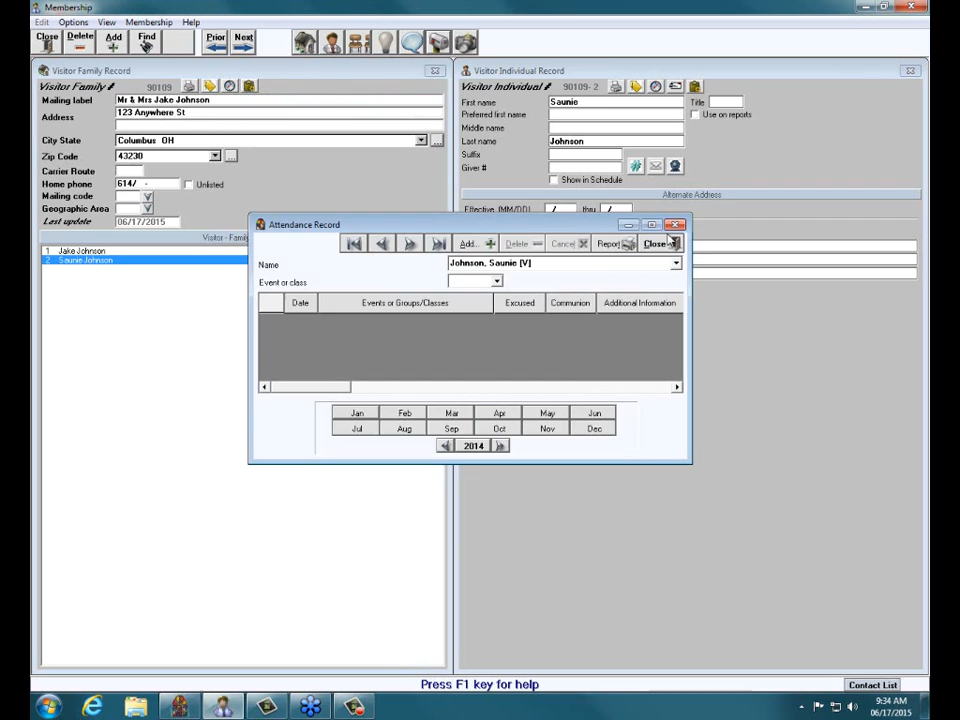 Membership
Edit Options View Membership Help
Close Delete Add Find Prior Next
Visitor Family Record
Visitor Family # 90109
Mailing label Mr & Mrs Jake Johnson
Address 123 Anywhere St
City State Columbus OH
Zip Code 43230
Carrier Route
Home phone 614/ - Unlisted
Mailing code
Geographic Area
Last update 06/17/2015
Visitor - Family
1 Jake Johnson
2 Saunie Johnson
Visitor Individual Record
Visitor Individual # 90109- 2
First name Saunie Title
Preferred first name Use on reports
Middle name
Last name Johnson
Suffix
Giver #
Show in Schedule
Alternate Address
Effective (MM/DD) / thru /
Attendance Record
Add... Delete Cancel Report Close
Name Johnson, Saunie [V]
Event or class
Date Events or Groups/Classes Excused Communion Additional Information
Jan Feb Mar Apr May Jun
Jul Aug Sep Oct Nov Dec
2014
Press F1 key for help
Contact List
9:34 AM
06/17/2015